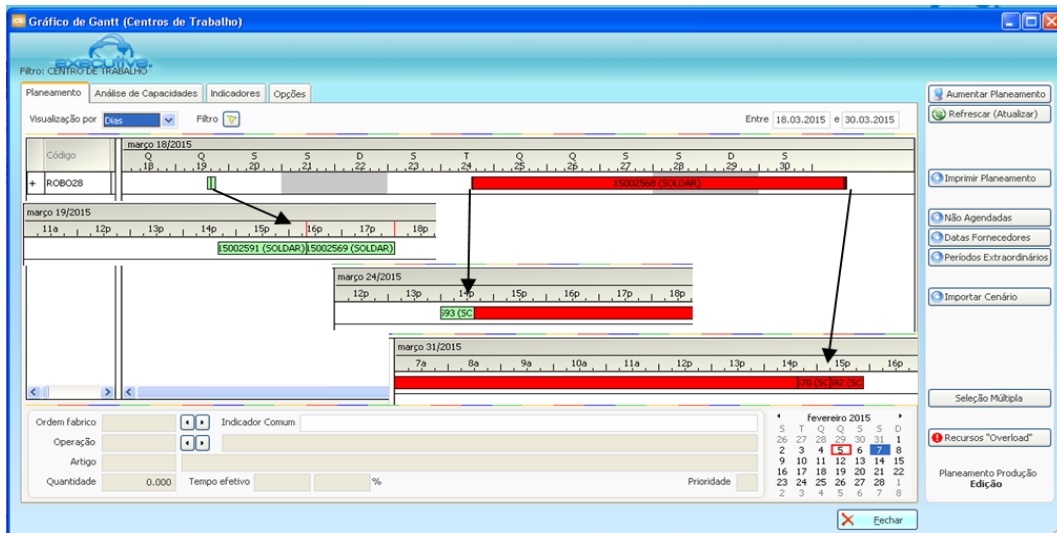 Gráfico de Gantt (Centros de Trabalho)
executive
Filtro: CENTRO DE TRABALHO
Planeamento Análise de Capacidades Indicadores Opções
Visualização por Dias Filtro Entre 18.03.2015 e 30.03.2015
Código março 18/2015
Q Q S S D S T Q Q S S D S
18 19 20 21 22 23 24 25 26 27 28 29 30
+ ROBO28 15002568 (SOLDAR)
março 19/2015
11a 12p 13p 14p 15p 16p 17p 18p
15002591 (SOLDAR) 15002569 (SOLDAR)
março 24/2015
12p 13p 14p 15p 16p 17p 18p
593 (SC
março 31/2015
7a 8a 9a 10a 11a 12p 13p 14p 15p 16p
570 (SC 592 (SC
Ordem fabrico Indicador Comum
Operação
Artigo
Quantidade 0.000 Tempo efetivo % Prioridade
fevereiro 2015
S T Q Q S S D
26 27 28 29 30 31 1
2 3 4 5 6 7 8
9 10 11 12 13 14 15
16 17 18 19 20 21 22
23 24 25 26 27 28 1
2 3 4 5 6 7 8
Fechar
Aumentar Planeamento
Refrescar (Atualizar)
Imprimir Planeamento
Não Agendadas
Datas Fornecedores
Períodos Extraordinários
Importar Cenário
Seleção Múltipla
Recursos "Overload"
Planeamento Produção
Edição